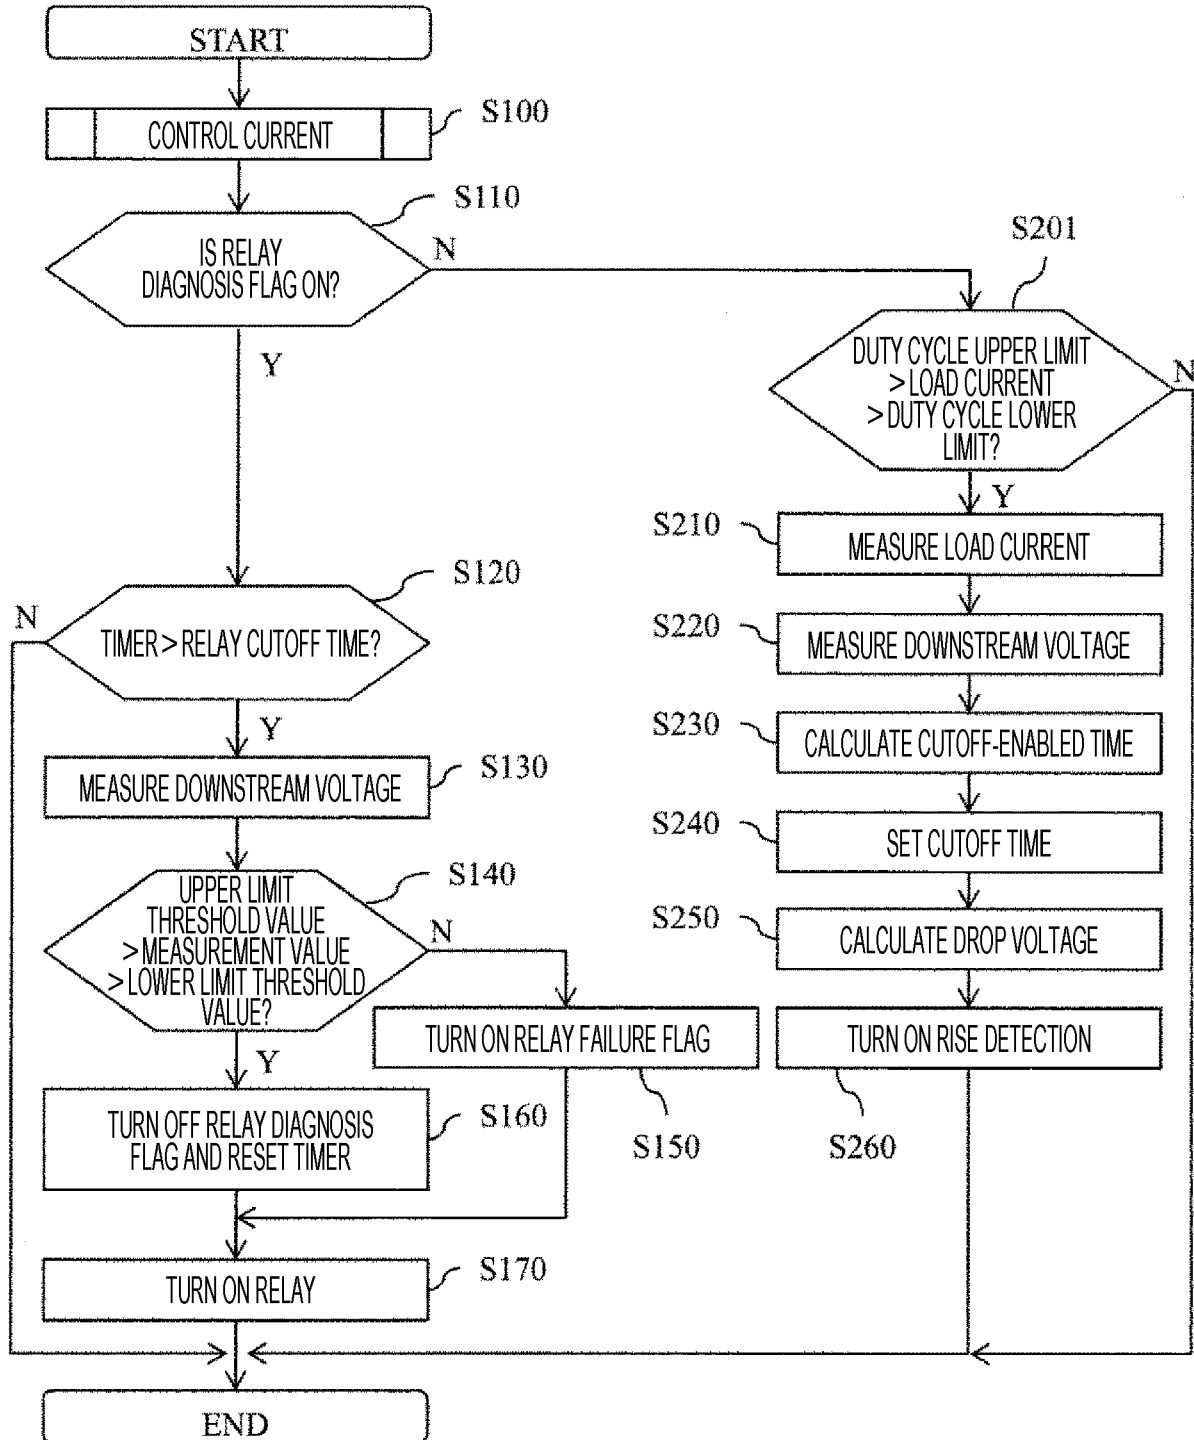 START
CONTROL CURRENT
S100
S110
IS RELAY
DIAGNOSIS FLAG ON?
N
Y
S201
DUTY CYCLE UPPER LIMIT
> LOAD CURRENT
> DUTY CYCLE LOWER
LIMIT?
N
Y
S210
MEASURE LOAD CURRENT
S220
MEASURE DOWNSTREAM VOLTAGE
S230
CALCULATE CUTOFF-ENABLED TIME
S240
SET CUTOFF TIME
S250
CALCULATE DROP VOLTAGE
TURN ON RISE DETECTION
S260
S120
N
TIMER > RELAY CUTOFF TIME?
Y
S130
MEASURE DOWNSTREAM VOLTAGE
S140
UPPER LIMIT
THRESHOLD VALUE
> MEASUREMENT VALUE
> LOWER LIMIT THRESHOLD
VALUE?
N
Y
TURN ON RELAY FAILURE FLAG
S150
TURN OFF RELAY DIAGNOSIS
FLAG AND RESET TIMER
S160
TURN ON RELAY
S170
END